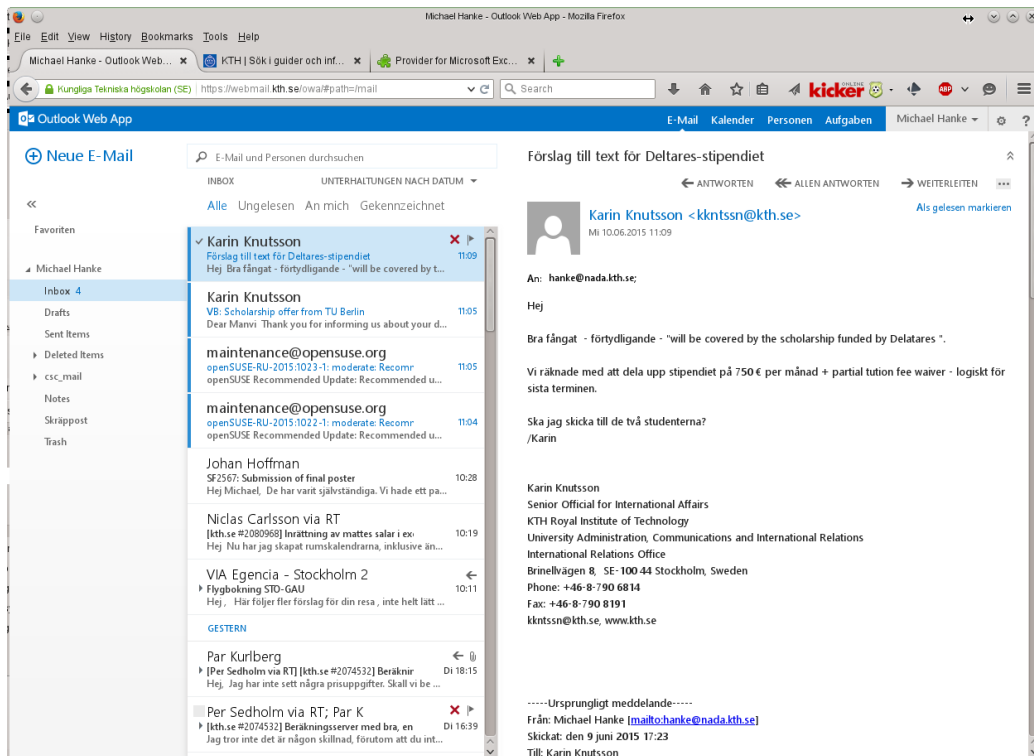 Michael Hanke - Outlook Web App - Mozilla Firefox
File Edit View History Bookmarks Tools Help
Michael Hanke - Outlook Web... × KTH | Sök i guider och inf... × Provider for Microsoft Exc... ×
Kungliga Tekniska högskolan (SE) https://webmail.kth.se/owa/#path=/mail Search kicker ONLINE ABP
Outlook Web App E-Mail Kalender Personen Aufgaben Michael Hanke ?
Neue E-Mail
Favoriten
Michael Hanke
Inbox 4
Drafts
Sent Items
Deleted Items
csc_mail
Notes
Skräppost
Trash
E-Mail und Personen durchsuchen
INBOX UNTERHALTUNGEN NACH DATUM
Alle Ungelesen An mich Gekennzeichnet
Karin Knutsson
Förslag till text för Deltares-stipendiet 11:09
Hej Bra fångat - förtydligande - "will be covered by t...
Karin Knutsson
VB: Scholarship offer from TU Berlin 11:05
Dear Manvi Thank you for informing us about your d...
maintenance@opensuse.org
openSUSE-RU-2015:1023-1: moderate: Recomr 11:05
openSUSE Recommended Update: Recommended u...
maintenance@opensuse.org
openSUSE-RU-2015:1022-1: moderate: Recomr 11:04
openSUSE Recommended Update: Recommended u...
Johan Hoffman
SF2567: Submission of final poster 10:28
Hej Michael, De har varit självständiga. Vi hade ett pa...
Niclas Carlsson via RT
[kth.se #2080968] Inrättning av mattes salar i ex 10:19
Hej Nu har jag skapat rumskalendrarna, inklusive än...
VIA Egencia - Stockholm 2
Flygbokning STO-GAU 10:11
Hej, Här följer fler förslag för din resa , inte helt lätt ...
GESTERN
Par Kurlberg
[Per Sedholm via RT] [kth.se #2074532] Beräknir Di 18:15
Hej, Jag har inte sett några prisuppgifter. Skall vi be ...
Per Sedholm via RT; Par K
[kth.se #2074532] Beräkningsserver med bra, en Di 16:39
Jag tror inte det är någon skillnad, förutom att du int...
Förslag till text för Deltares-stipendiet
ANTWORTEN ALLEN ANTWORTEN WEITERLEITEN ...
Karin Knutsson <kkntssn@kth.se> Als gelesen markieren
Mi 10.06.2015 11:09
An: hanke@nada.kth.se;
Hej
Bra fångat - förtydligande - "will be covered by the scholarship funded by Delatares ".
Vi räknade med att dela upp stipendiet på 750 € per månad + partial tution fee waiver - logiskt för
sista terminen.
Ska jag skicka till de två studenterna?
/Karin
Karin Knutsson
Senior Official for International Affairs
KTH Royal Institute of Technology
University Administration, Communications and International Relations
International Relations Office
Brinellvägen 8, SE-100 44 Stockholm, Sweden
Phone: +46-8-790 6814
Fax: +46-8-790 8191
kkntssn@kth.se, www.kth.se
-----Ursprungligt meddelande-----
Från: Michael Hanke [mailto:hanke@nada.kth.se]
Skickat: den 9 juni 2015 17:23
Till: Karin Knutsson